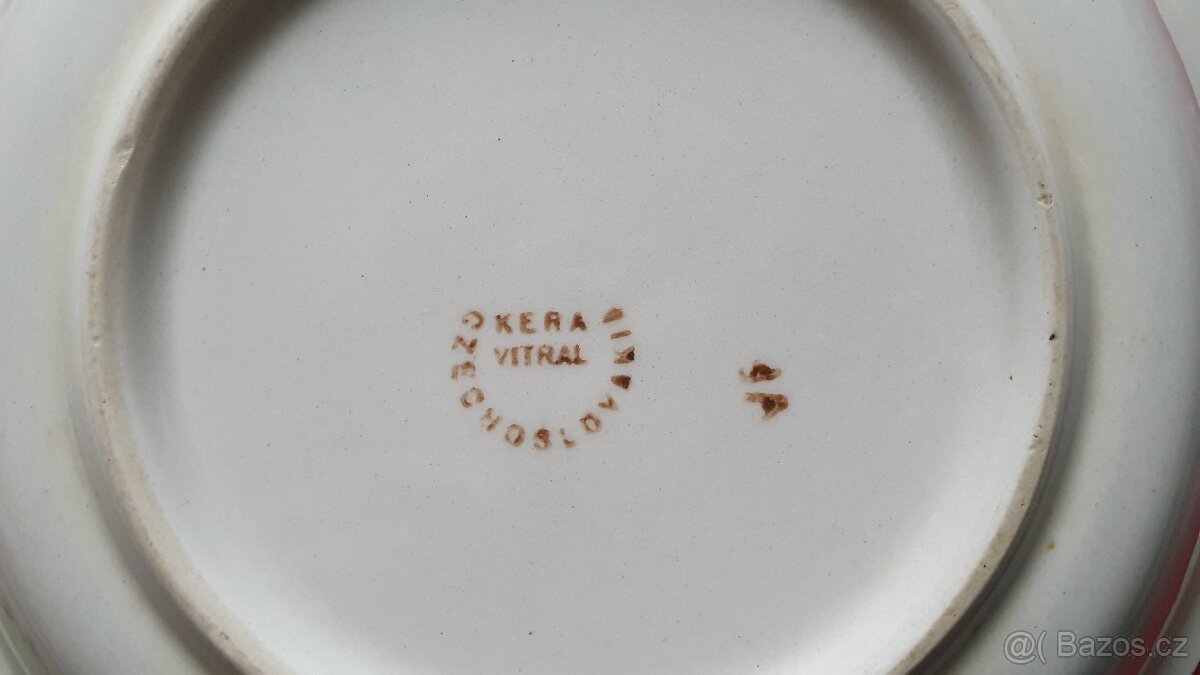 KERA
VITRAL
CZECHOSLOVAKIA
@( Bazos.cz